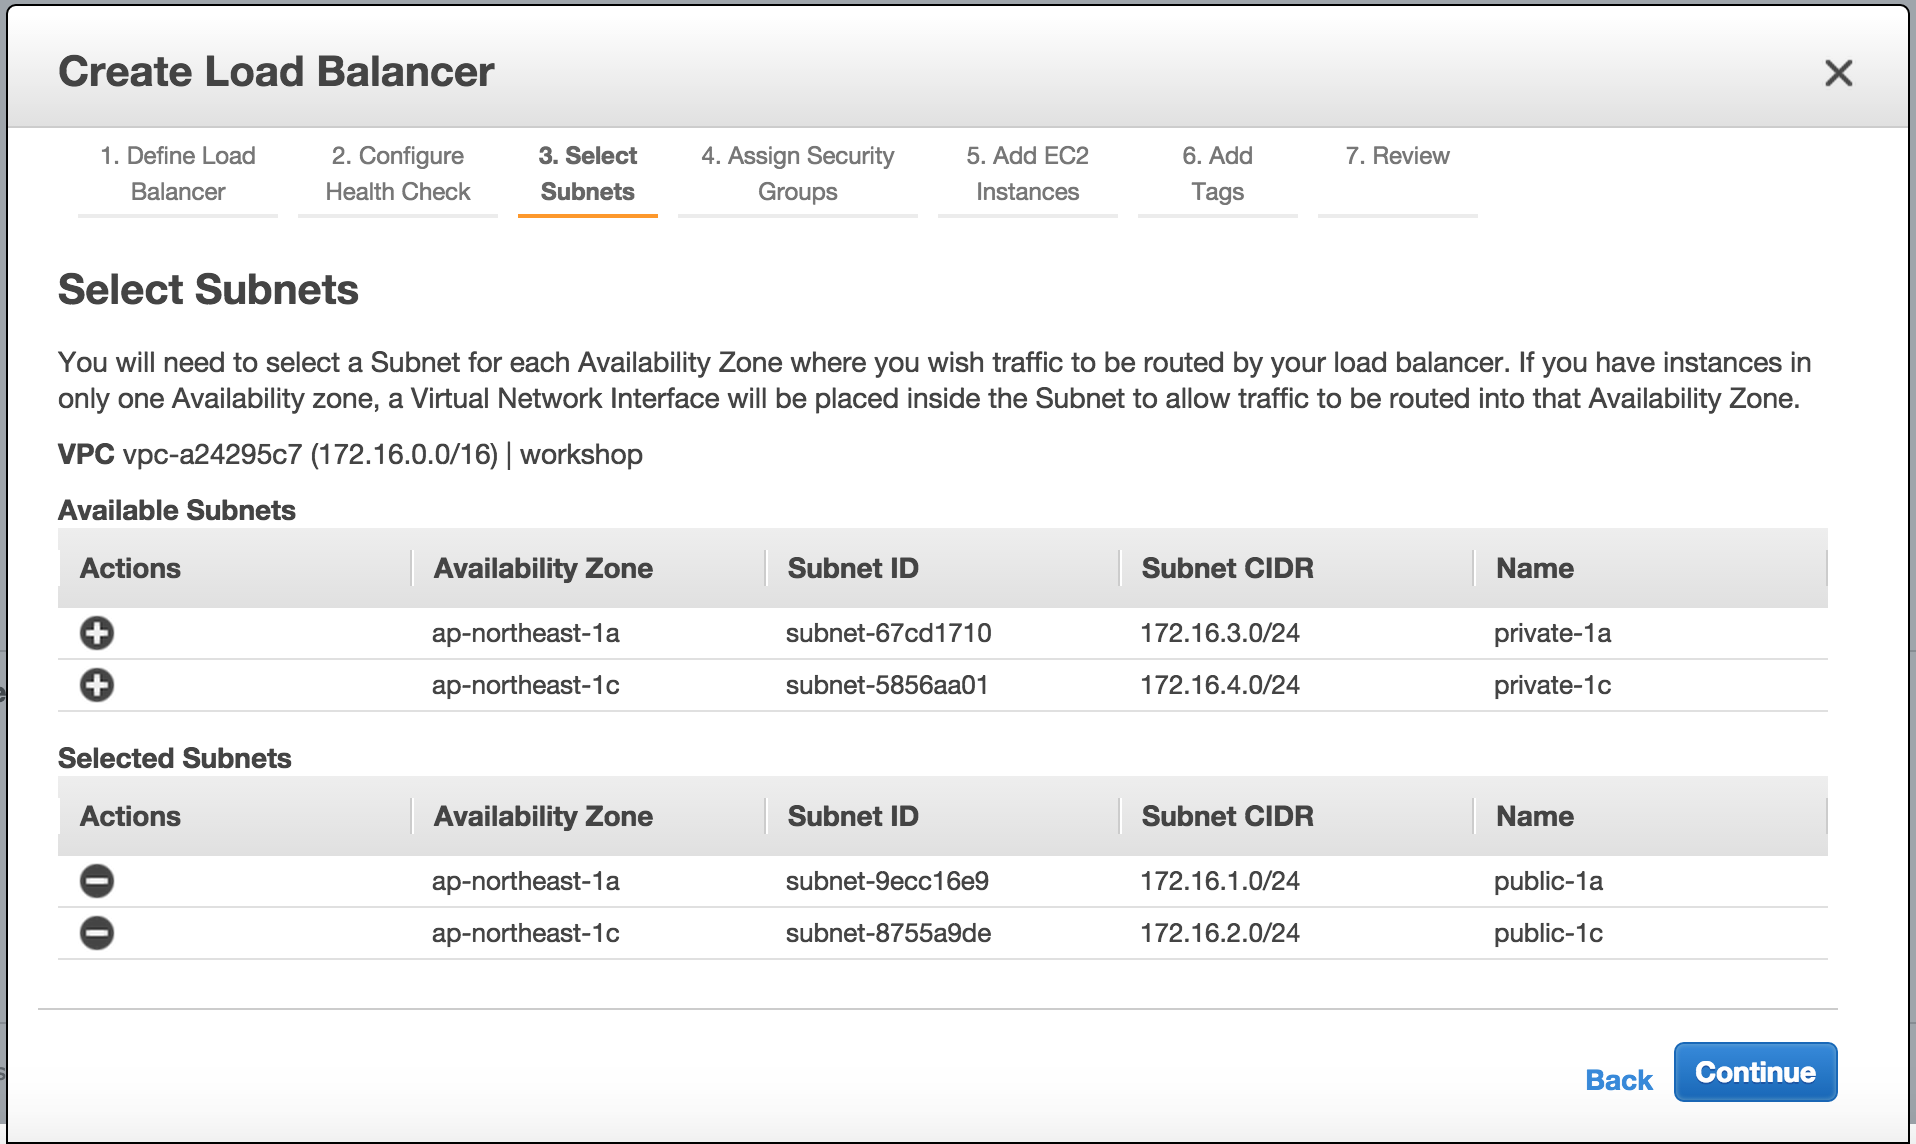 Create Load Balancer
1. Define Load
Balancer
2. Configure
Health Check
3. Select
Subnets
4. Assign Security
Groups
5. Add EC2
Instances
6. Add
Tags
7. Review
Select Subnets
You will need to select a Subnet for each Availability Zone where you wish traffic to be routed by your load balancer. If you have instances in
only one Availability zone, a Virtual Network Interface will be placed inside the Subnet to allow traffic to be routed into that Availability Zone.
VPC vpc-a24295c7 (172.16.0.0/16) | workshop
Available Subnets
Actions Availability Zone Subnet ID Subnet CIDR Name
ap-northeast-1a subnet-67cd1710 172.16.3.0/24 private-1a
ap-northeast-1c subnet-5856aa01 172.16.4.0/24 private-1c
Selected Subnets
Actions Availability Zone Subnet ID Subnet CIDR Name
ap-northeast-1a subnet-9ecc16e9 172.16.1.0/24 public-1a
ap-northeast-1c subnet-8755a9de 172.16.2.0/24 public-1c
Back Continue